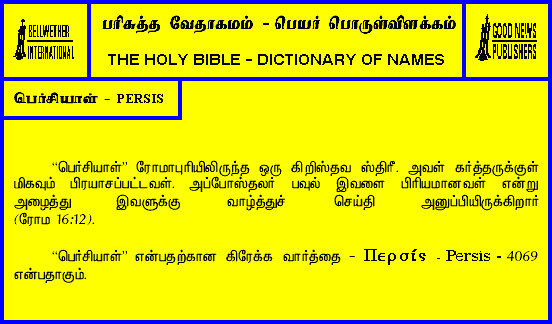 BELLWETHER
INTERNATIONAL
பரிசுத்த வேதாகமம் - பெயர் பொருள்விளக்கம்
THE HOLY BIBLE - DICTIONARY OF NAMES
GOOD NEWS
PUBLISHERS
பெர்சியாள் - PERSIS
“பெர்சியாள்” ரோமாபுரியிலிருந்த ஒரு கிறிஸ்தவ ஸ்திரீ. அவள் கர்த்தருக்குள்
மிகவும் பிரயாசப்பட்டவள். அப்போஸ்தலர் பவுல் இவளை பிரியமானவள் என்று
அழைத்து இவளுக்கு வாழ்த்துச் செய்தி அனுப்பியிருக்கிறார்
(ரோம 16:12).
“பெர்சியாள்” என்பதற்கான கிரேக்க வார்த்தை - Περσίς - Persis - 4069
என்பதாகும்.